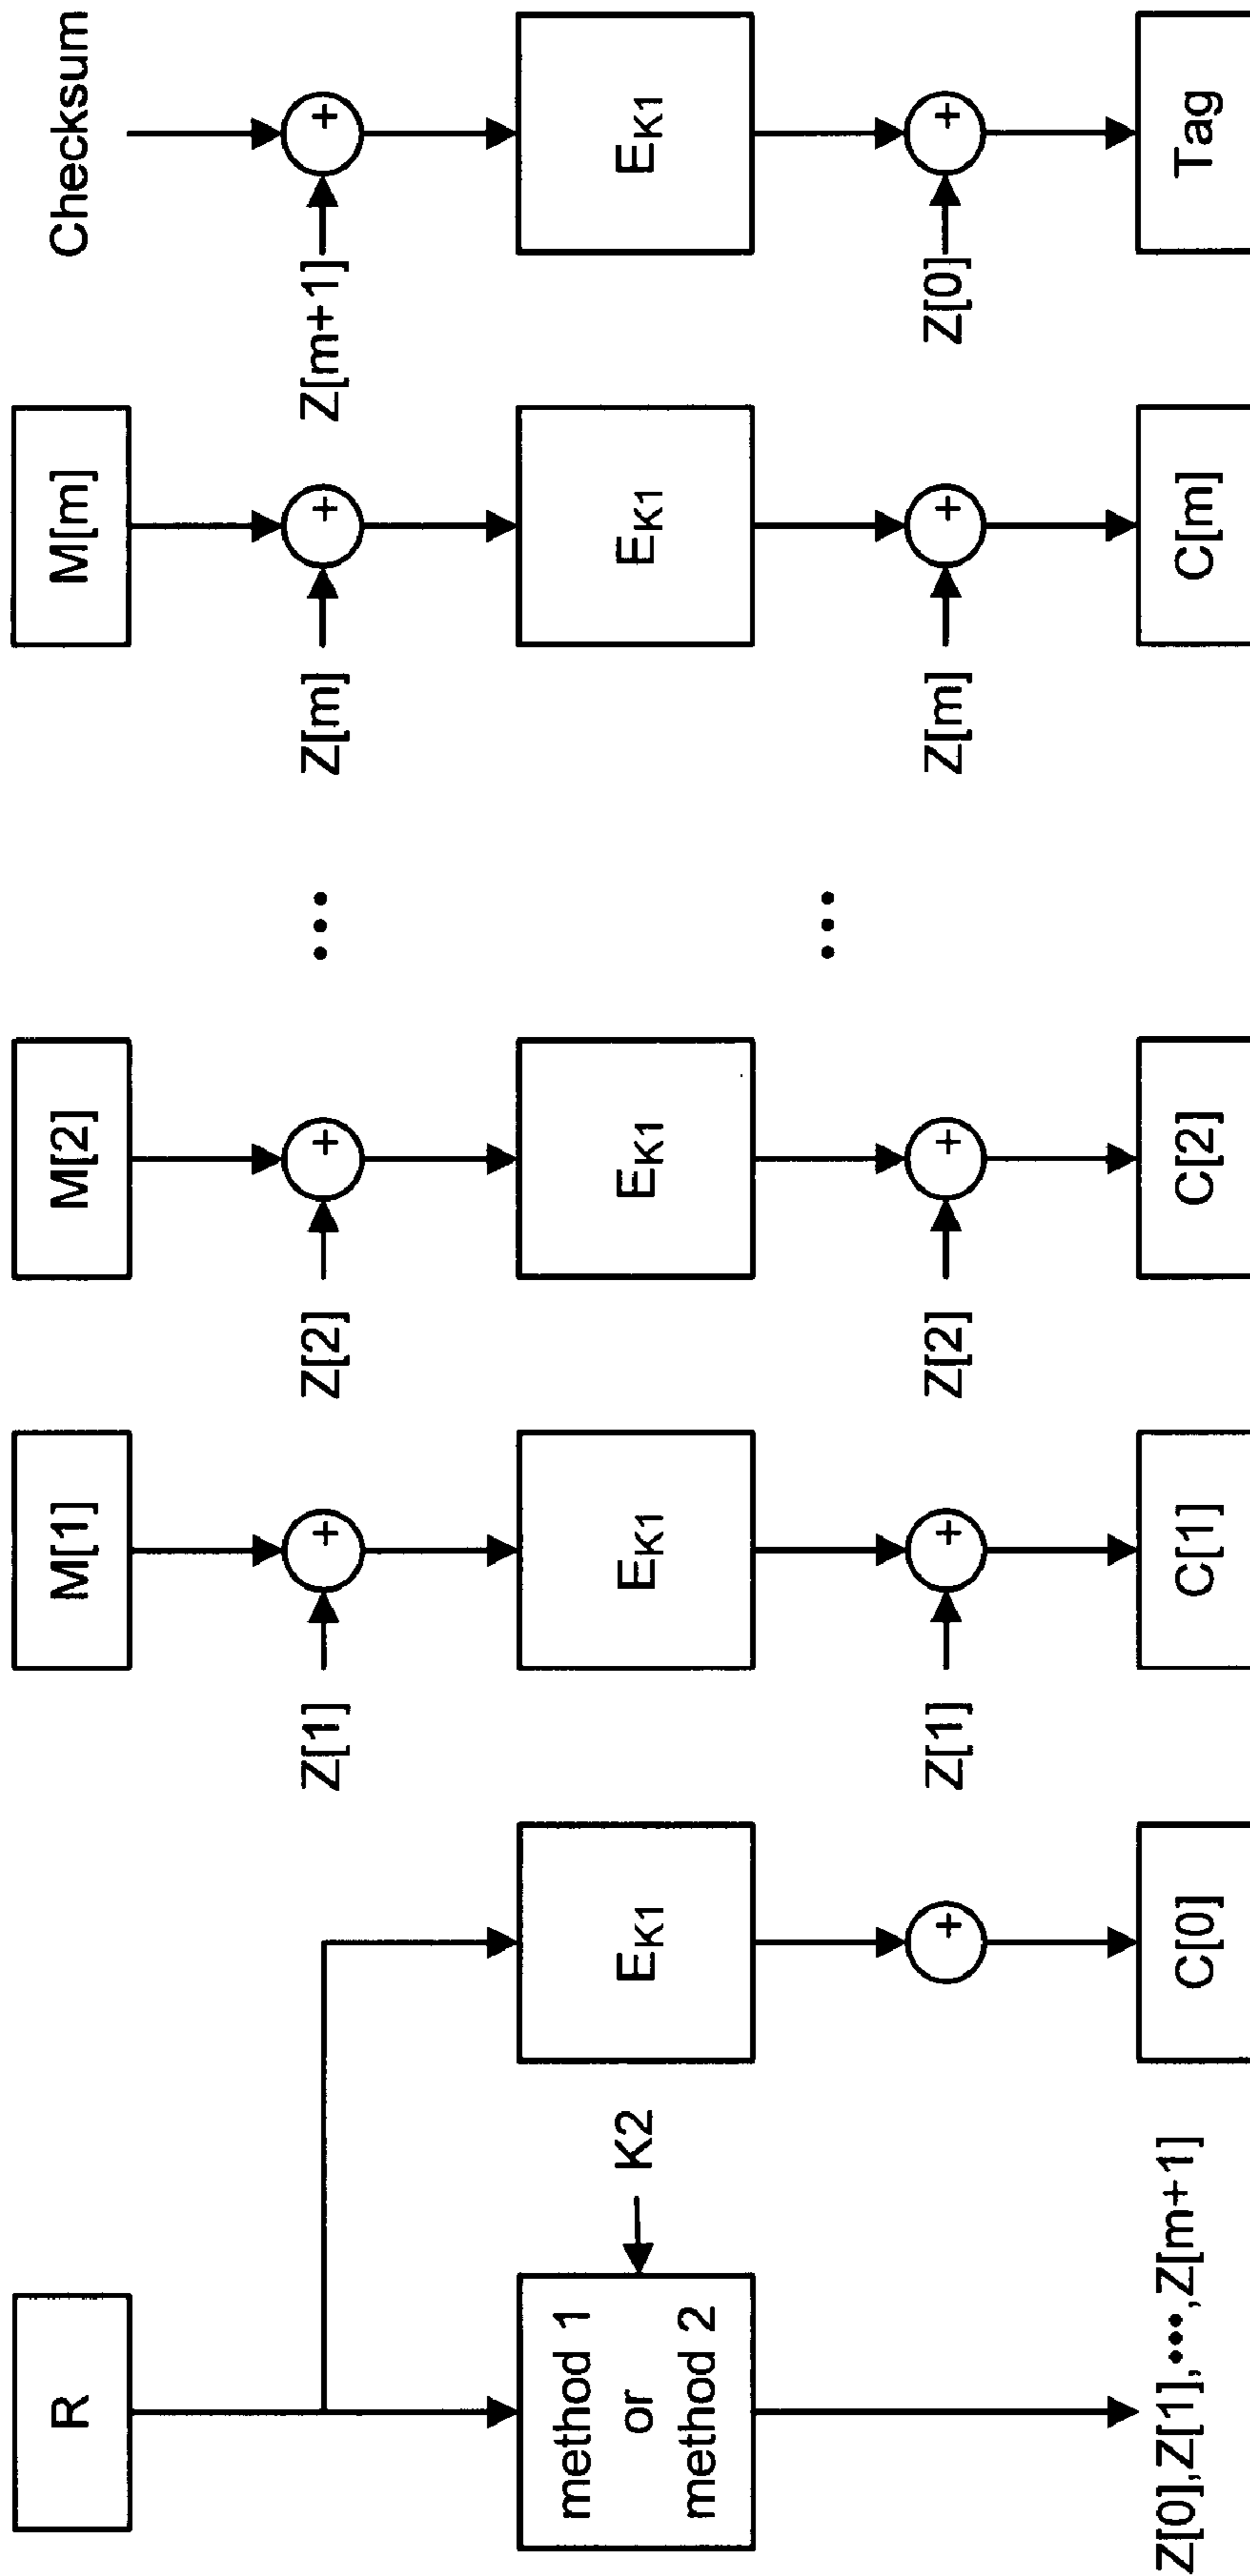 R
M[1]
M[2]
M[m]
Checksum
Z[1]
Z[2]
•••
Z[m]
Z[m+1]
+
+
+
+
method 1
or
method 2
K2
EK1
EK1
EK1
EK1
EK1
•••
Z[1]
Z[2]
Z[m]
Z[0]
+
+
+
+
+
Z[0],Z[1],•••,Z[m+1]
C[0]
C[1]
C[2]
C[m]
Tag